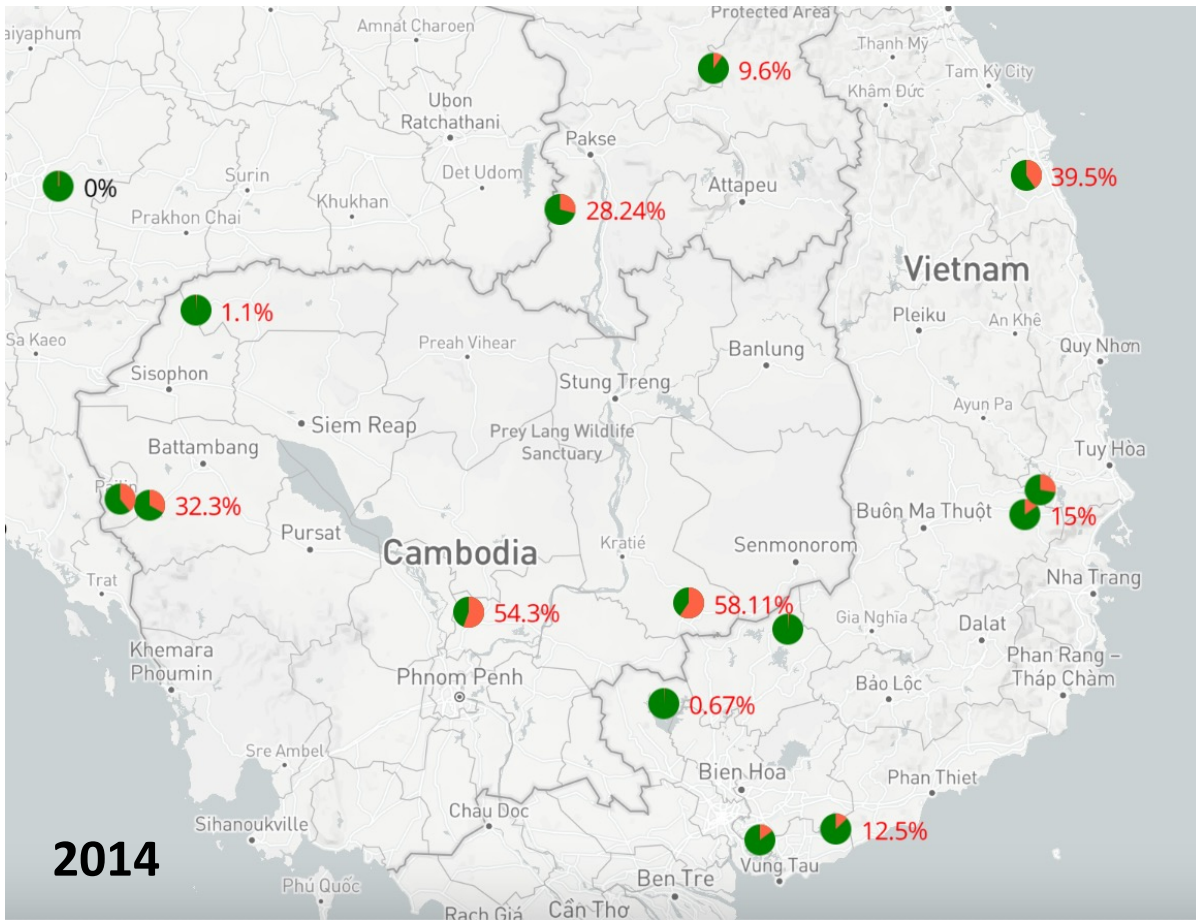 aiyaphum
Amnat Charoen
Protected Area
Thạnh Mỹ
Tam Kỳ City
9.6%
Khâm Đức
Ubon
Ratchathani
Pakse
Det Udom
Surin
0%
Khukhan
Attapeu
39.5%
Prakhon Chai
28.24%
Vietnam
1.1%
Pleiku
An Khê
Sa Kaeo
Preah Vihear
Banlung
Quy Nhơn
Sisophon
Stung Treng
Ayun Pa
Siem Reap
Prey Lang Wildlife
Sanctuary
Battambang
Tuy Hòa
Pailin
32.3%
Buôn Ma Thuột
15%
Pursat
Cambodia
Kratié
Senmonorom
Trat
Nha Trang
54.3%
58.11%
Gia Nghĩa
Dalat
Khemara
Phoumin
Phan Rang –
Tháp Chàm
Phnom Penh
Bảo Lộc
0.67%
Sre Ambel
Bien Hoa
Phan Thiet
Chau Doc
Sihanoukville
12.5%
2014
Vung Tau
Phú Quốc
Ben Tre
Rạch Giá
Cần Thơ